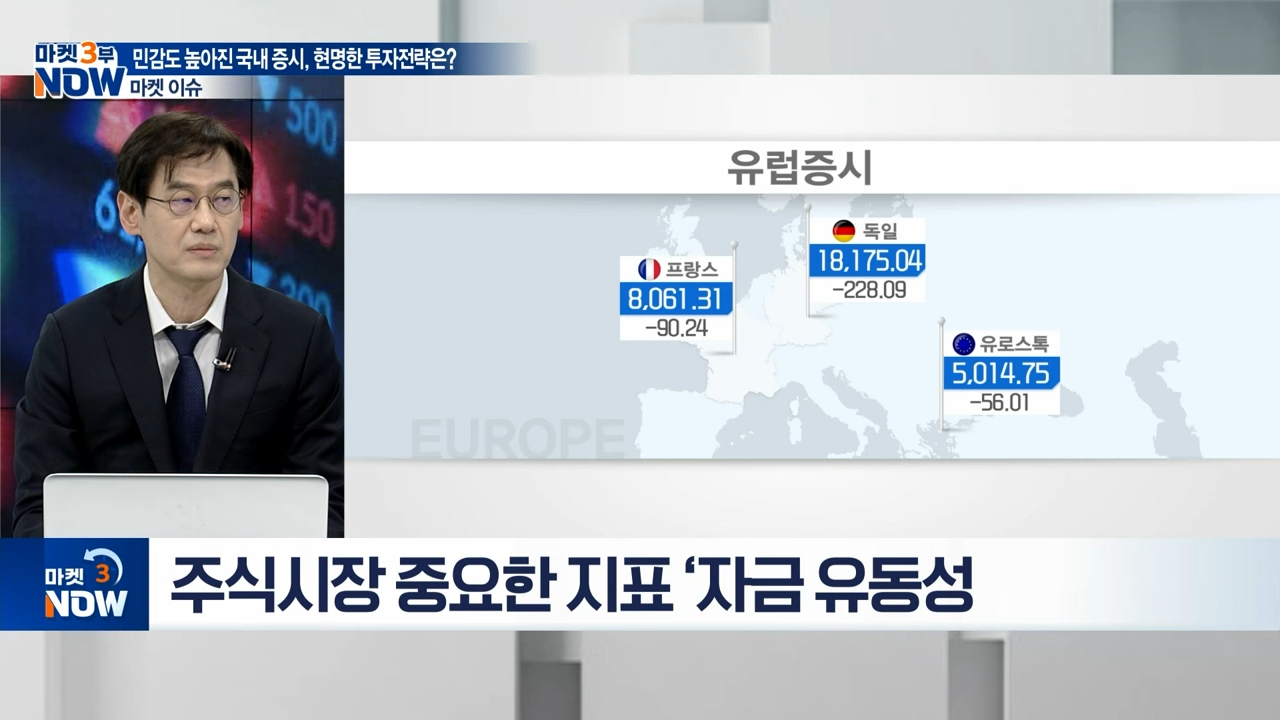 마켓 3부
NOW
민감도 높아진 국내 증시, 현명한 투자전략은?
마켓 이슈
500
150
유럽증시
독일
18,175.04
-228.09
프랑스
8,061.31
-90.24
유로스톡
5,014.75
-56.01
EUROPE
마켓 3
NOW
주식시장 중요한 지표 ‘자금 유동성